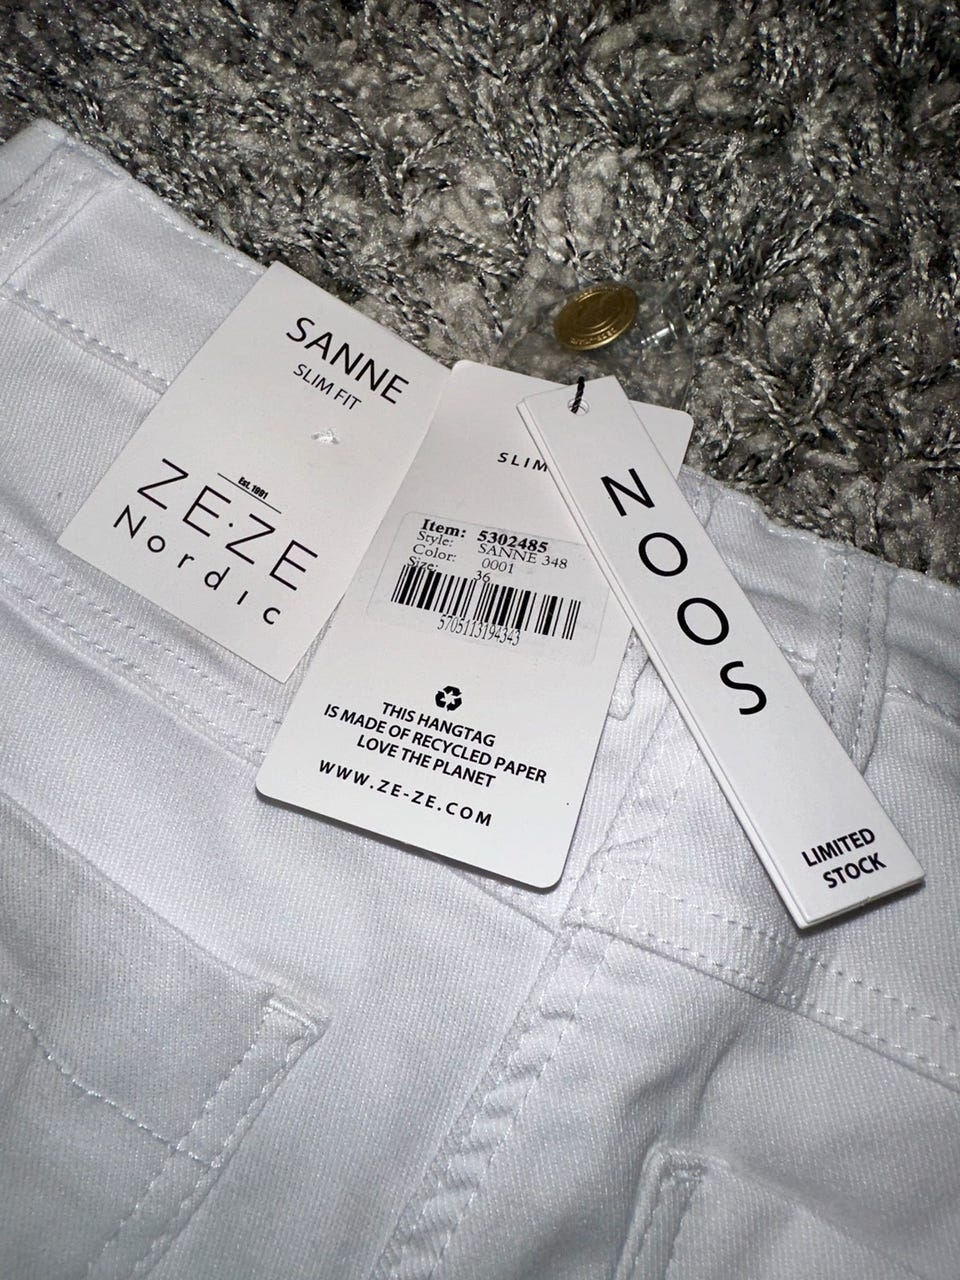 SANNE
SLIM FIT
Est. 1991
ZE·ZE
Nordic
SLIM
Item: 5302485
Style: SANNE 348
Color: 0001
Size: 36
5705113194343
THIS HANGTAG
IS MADE OF RECYCLED PAPER
LOVE THE PLANET
WWW.ZE-ZE.COM
NOOS
LIMITED
STOCK